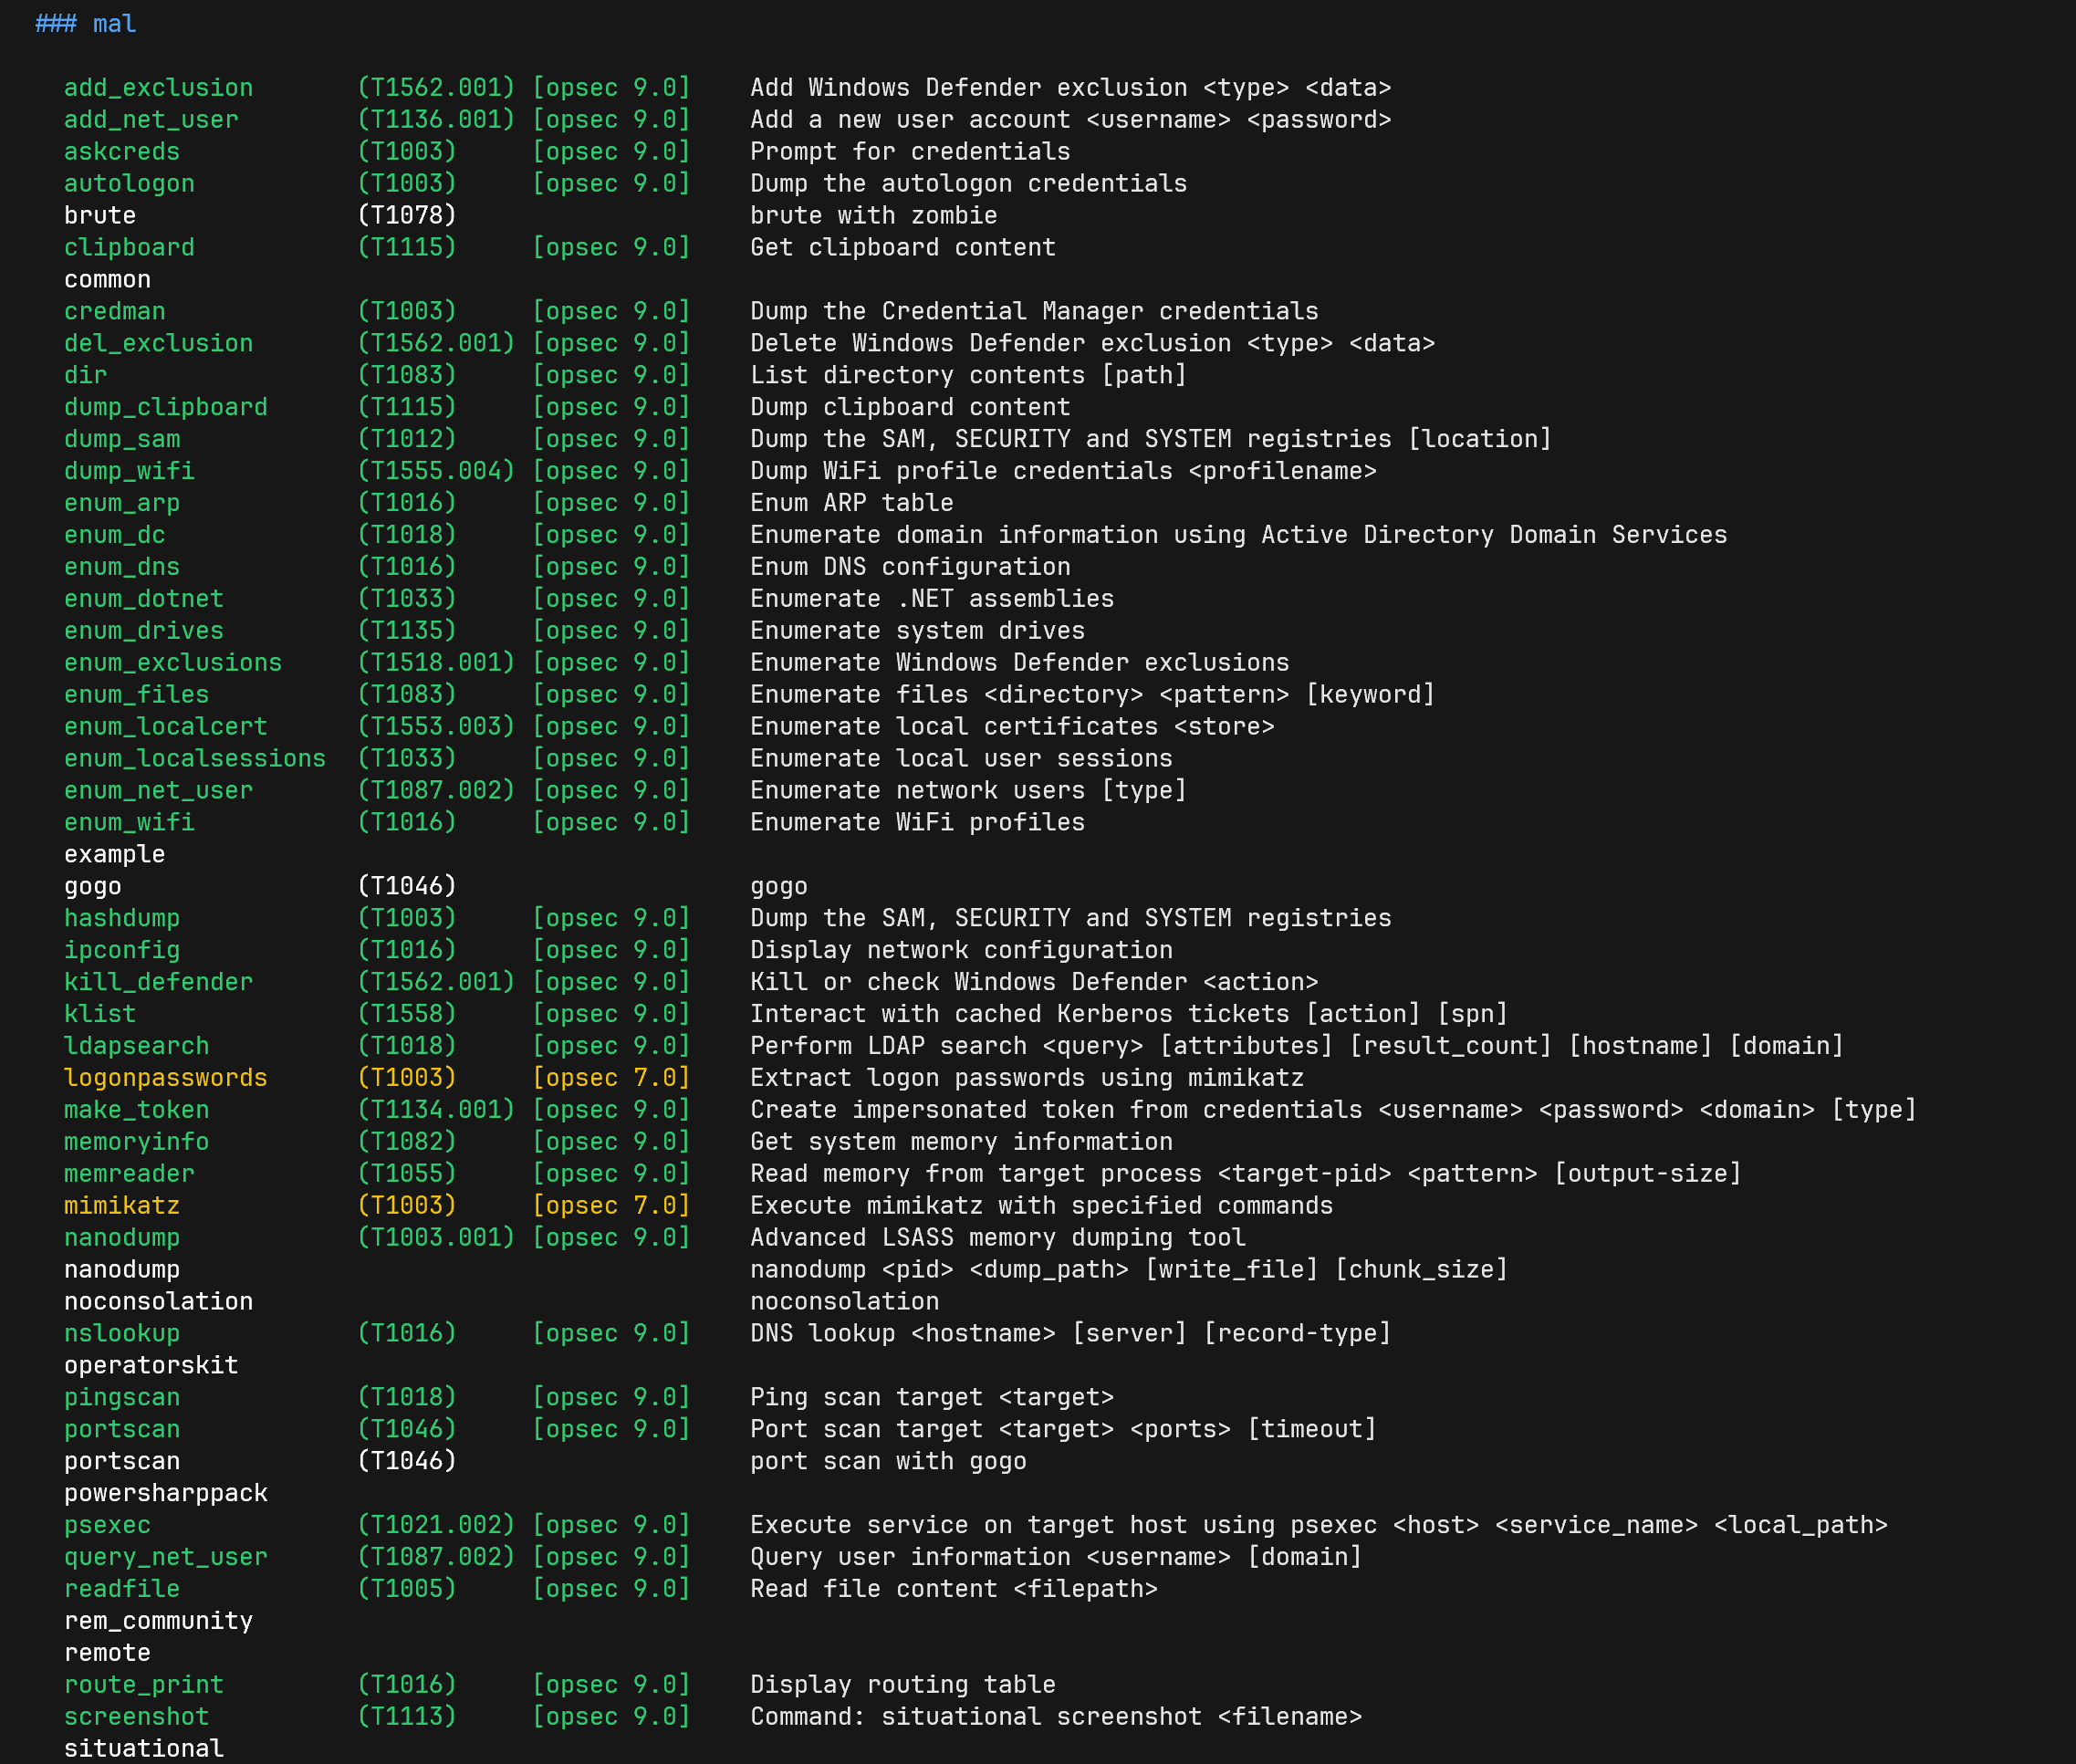 ### mal
add_exclusion (T1562.001) [opsec 9.0] Add Windows Defender exclusion <type> <data>
add_net_user (T1136.001) [opsec 9.0] Add a new user account <username> <password>
askcreds (T1003) [opsec 9.0] Prompt for credentials
autologon (T1003) [opsec 9.0] Dump the autologon credentials
brute (T1078) brute with zombie
clipboard (T1115) [opsec 9.0] Get clipboard content
common
credman (T1003) [opsec 9.0] Dump the Credential Manager credentials
del_exclusion (T1562.001) [opsec 9.0] Delete Windows Defender exclusion <type> <data>
dir (T1083) [opsec 9.0] List directory contents [path]
dump_clipboard (T1115) [opsec 9.0] Dump clipboard content
dump_sam (T1012) [opsec 9.0] Dump the SAM, SECURITY and SYSTEM registries [location]
dump_wifi (T1555.004) [opsec 9.0] Dump WiFi profile credentials <profilename>
enum_arp (T1016) [opsec 9.0] Enum ARP table
enum_dc (T1018) [opsec 9.0] Enumerate domain information using Active Directory Domain Services
enum_dns (T1016) [opsec 9.0] Enum DNS configuration
enum_dotnet (T1033) [opsec 9.0] Enumerate .NET assemblies
enum_drives (T1135) [opsec 9.0] Enumerate system drives
enum_exclusions (T1518.001) [opsec 9.0] Enumerate Windows Defender exclusions
enum_files (T1083) [opsec 9.0] Enumerate files <directory> <pattern> [keyword]
enum_localcert (T1553.003) [opsec 9.0] Enumerate local certificates <store>
enum_localsessions (T1033) [opsec 9.0] Enumerate local user sessions
enum_net_user (T1087.002) [opsec 9.0] Enumerate network users [type]
enum_wifi (T1016) [opsec 9.0] Enumerate WiFi profiles
example
gogo (T1046) gogo
hashdump (T1003) [opsec 9.0] Dump the SAM, SECURITY and SYSTEM registries
ipconfig (T1016) [opsec 9.0] Display network configuration
kill_defender (T1562.001) [opsec 9.0] Kill or check Windows Defender <action>
klist (T1558) [opsec 9.0] Interact with cached Kerberos tickets [action] [spn]
ldapsearch (T1018) [opsec 9.0] Perform LDAP search <query> [attributes] [result_count] [hostname] [domain]
logonpasswords (T1003) [opsec 7.0] Extract logon passwords using mimikatz
make_token (T1134.001) [opsec 9.0] Create impersonated token from credentials <username> <password> <domain> [type]
memoryinfo (T1082) [opsec 9.0] Get system memory information
memreader (T1055) [opsec 9.0] Read memory from target process <target-pid> <pattern> [output-size]
mimikatz (T1003) [opsec 7.0] Execute mimikatz with specified commands
nanodump (T1003.001) [opsec 9.0] Advanced LSASS memory dumping tool
nanodump nanodump <pid> <dump_path> [write_file] [chunk_size]
noconsolation noconsolation
nslookup (T1016) [opsec 9.0] DNS lookup <hostname> [server] [record-type]
operatorskit
pingscan (T1018) [opsec 9.0] Ping scan target <target>
portscan (T1046) [opsec 9.0] Port scan target <target> <ports> [timeout]
portscan (T1046) port scan with gogo
powersharppack
psexec (T1021.002) [opsec 9.0] Execute service on target host using psexec <host> <service_name> <local_path>
query_net_user (T1087.002) [opsec 9.0] Query user information <username> [domain]
readfile (T1005) [opsec 9.0] Read file content <filepath>
rem_community
remote
route_print (T1016) [opsec 9.0] Display routing table
screenshot (T1113) [opsec 9.0] Command: situational screenshot <filename>
situational